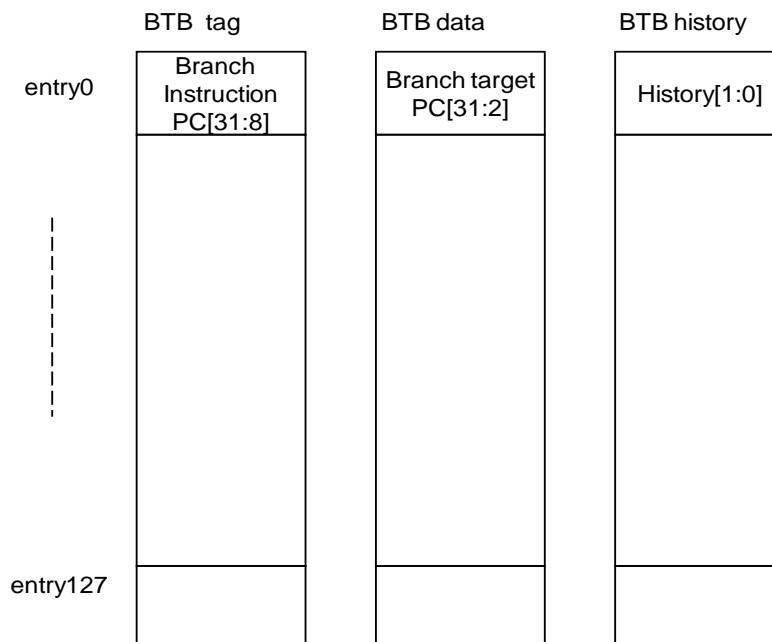 BTB tag
BTB data
BTB history
entry0
Branch
Instruction
PC[31:8]
Branch target
PC[31:2]
History[1:0]
entry127